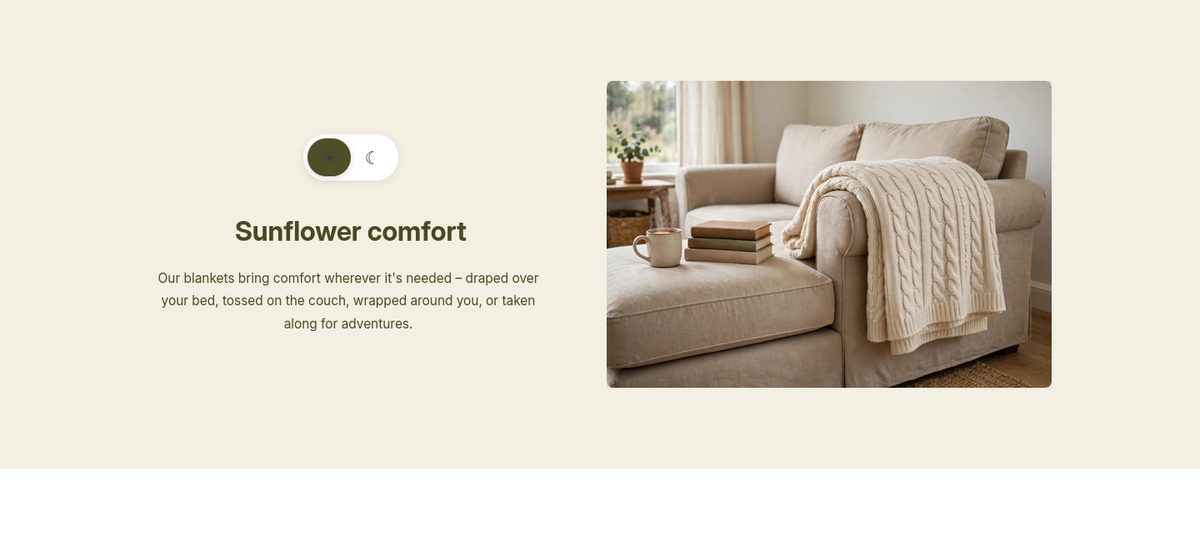 Sunflower comfort
Our blankets bring comfort wherever it's needed – draped over
your bed, tossed on the couch, wrapped around you, or taken
along for adventures.